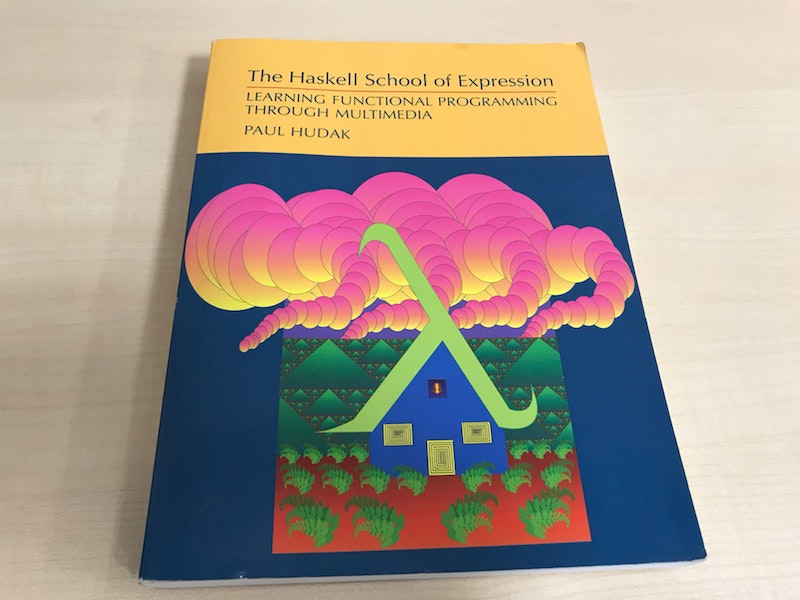 The Haskell School of Expression
LEARNING FUNCTIONAL PROGRAMMING
THROUGH MULTIMEDIA
PAUL HUDAK
λ